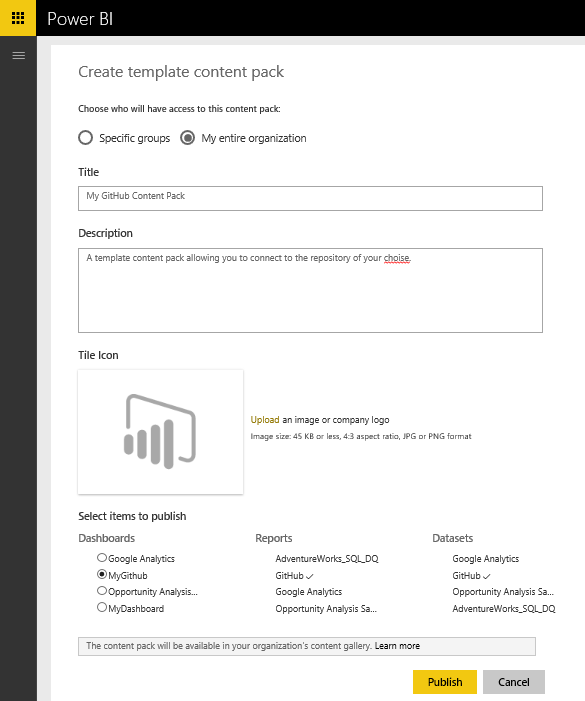 Power BI
Create template content pack
Choose who will have access to this content pack:
Specific groups My entire organization
Title
My GitHub Content Pack
Description
A template content pack allowing you to connect to the repository of your choise.
Tile Icon
Upload an image or company logo
Image size: 45 KB or less, 4:3 aspect ratio, JPG or PNG format
Select items to publish
Dashboards Reports Datasets
Google Analytics AdventureWorks_SQL_DQ Google Analytics
MyGithub GitHub ✓ GitHub ✓
Opportunity Analysis... Google Analytics Opportunity Analysis Sa...
MyDashboard Opportunity Analysis Sa... AdventureWorks_SQL_DQ
The content pack will be available in your organization's content gallery. Learn more
Publish Cancel